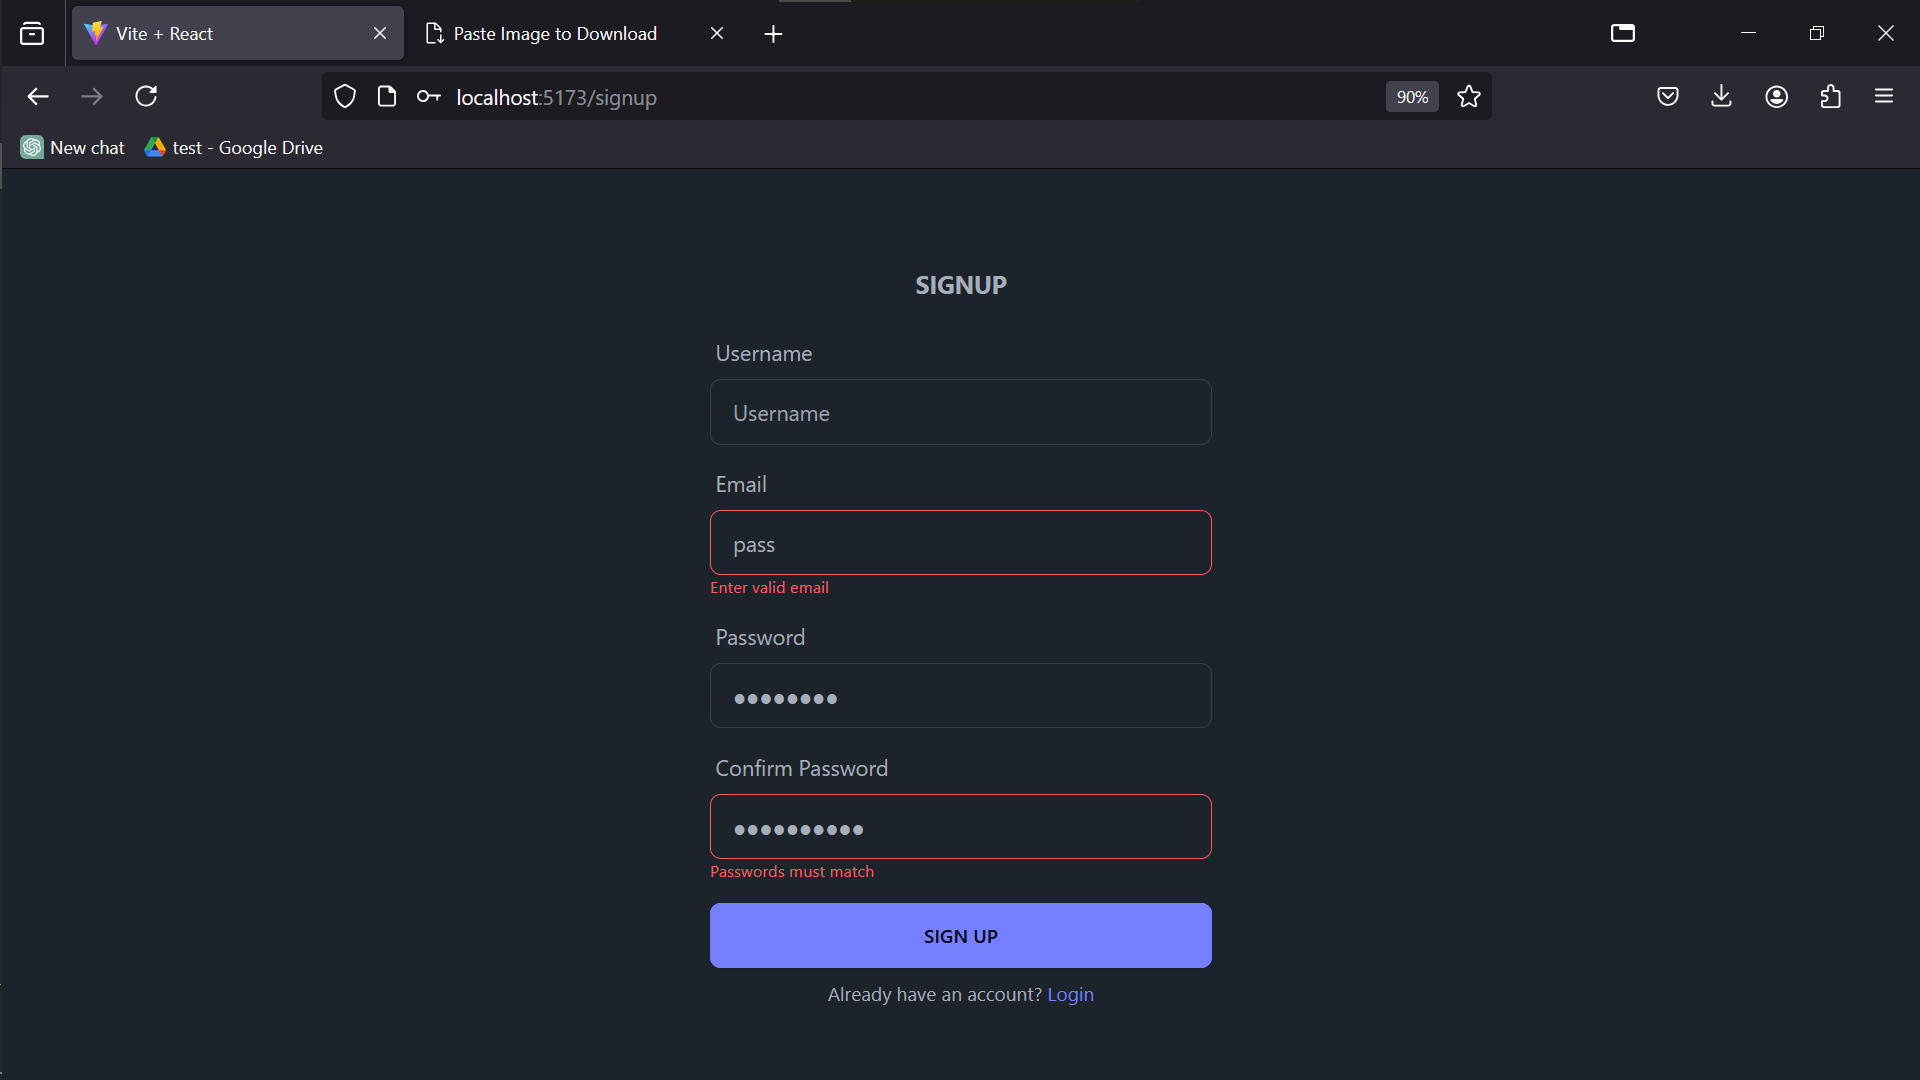 Vite + React
Paste Image to Download
localhost:5173/signup
90%
New chat
test - Google Drive
SIGNUP
Username
Username
Email
pass
Enter valid email
Password
●●●●●●●●
Confirm Password
●●●●●●●●●●
Passwords must match
SIGN UP
Already have an account? Login